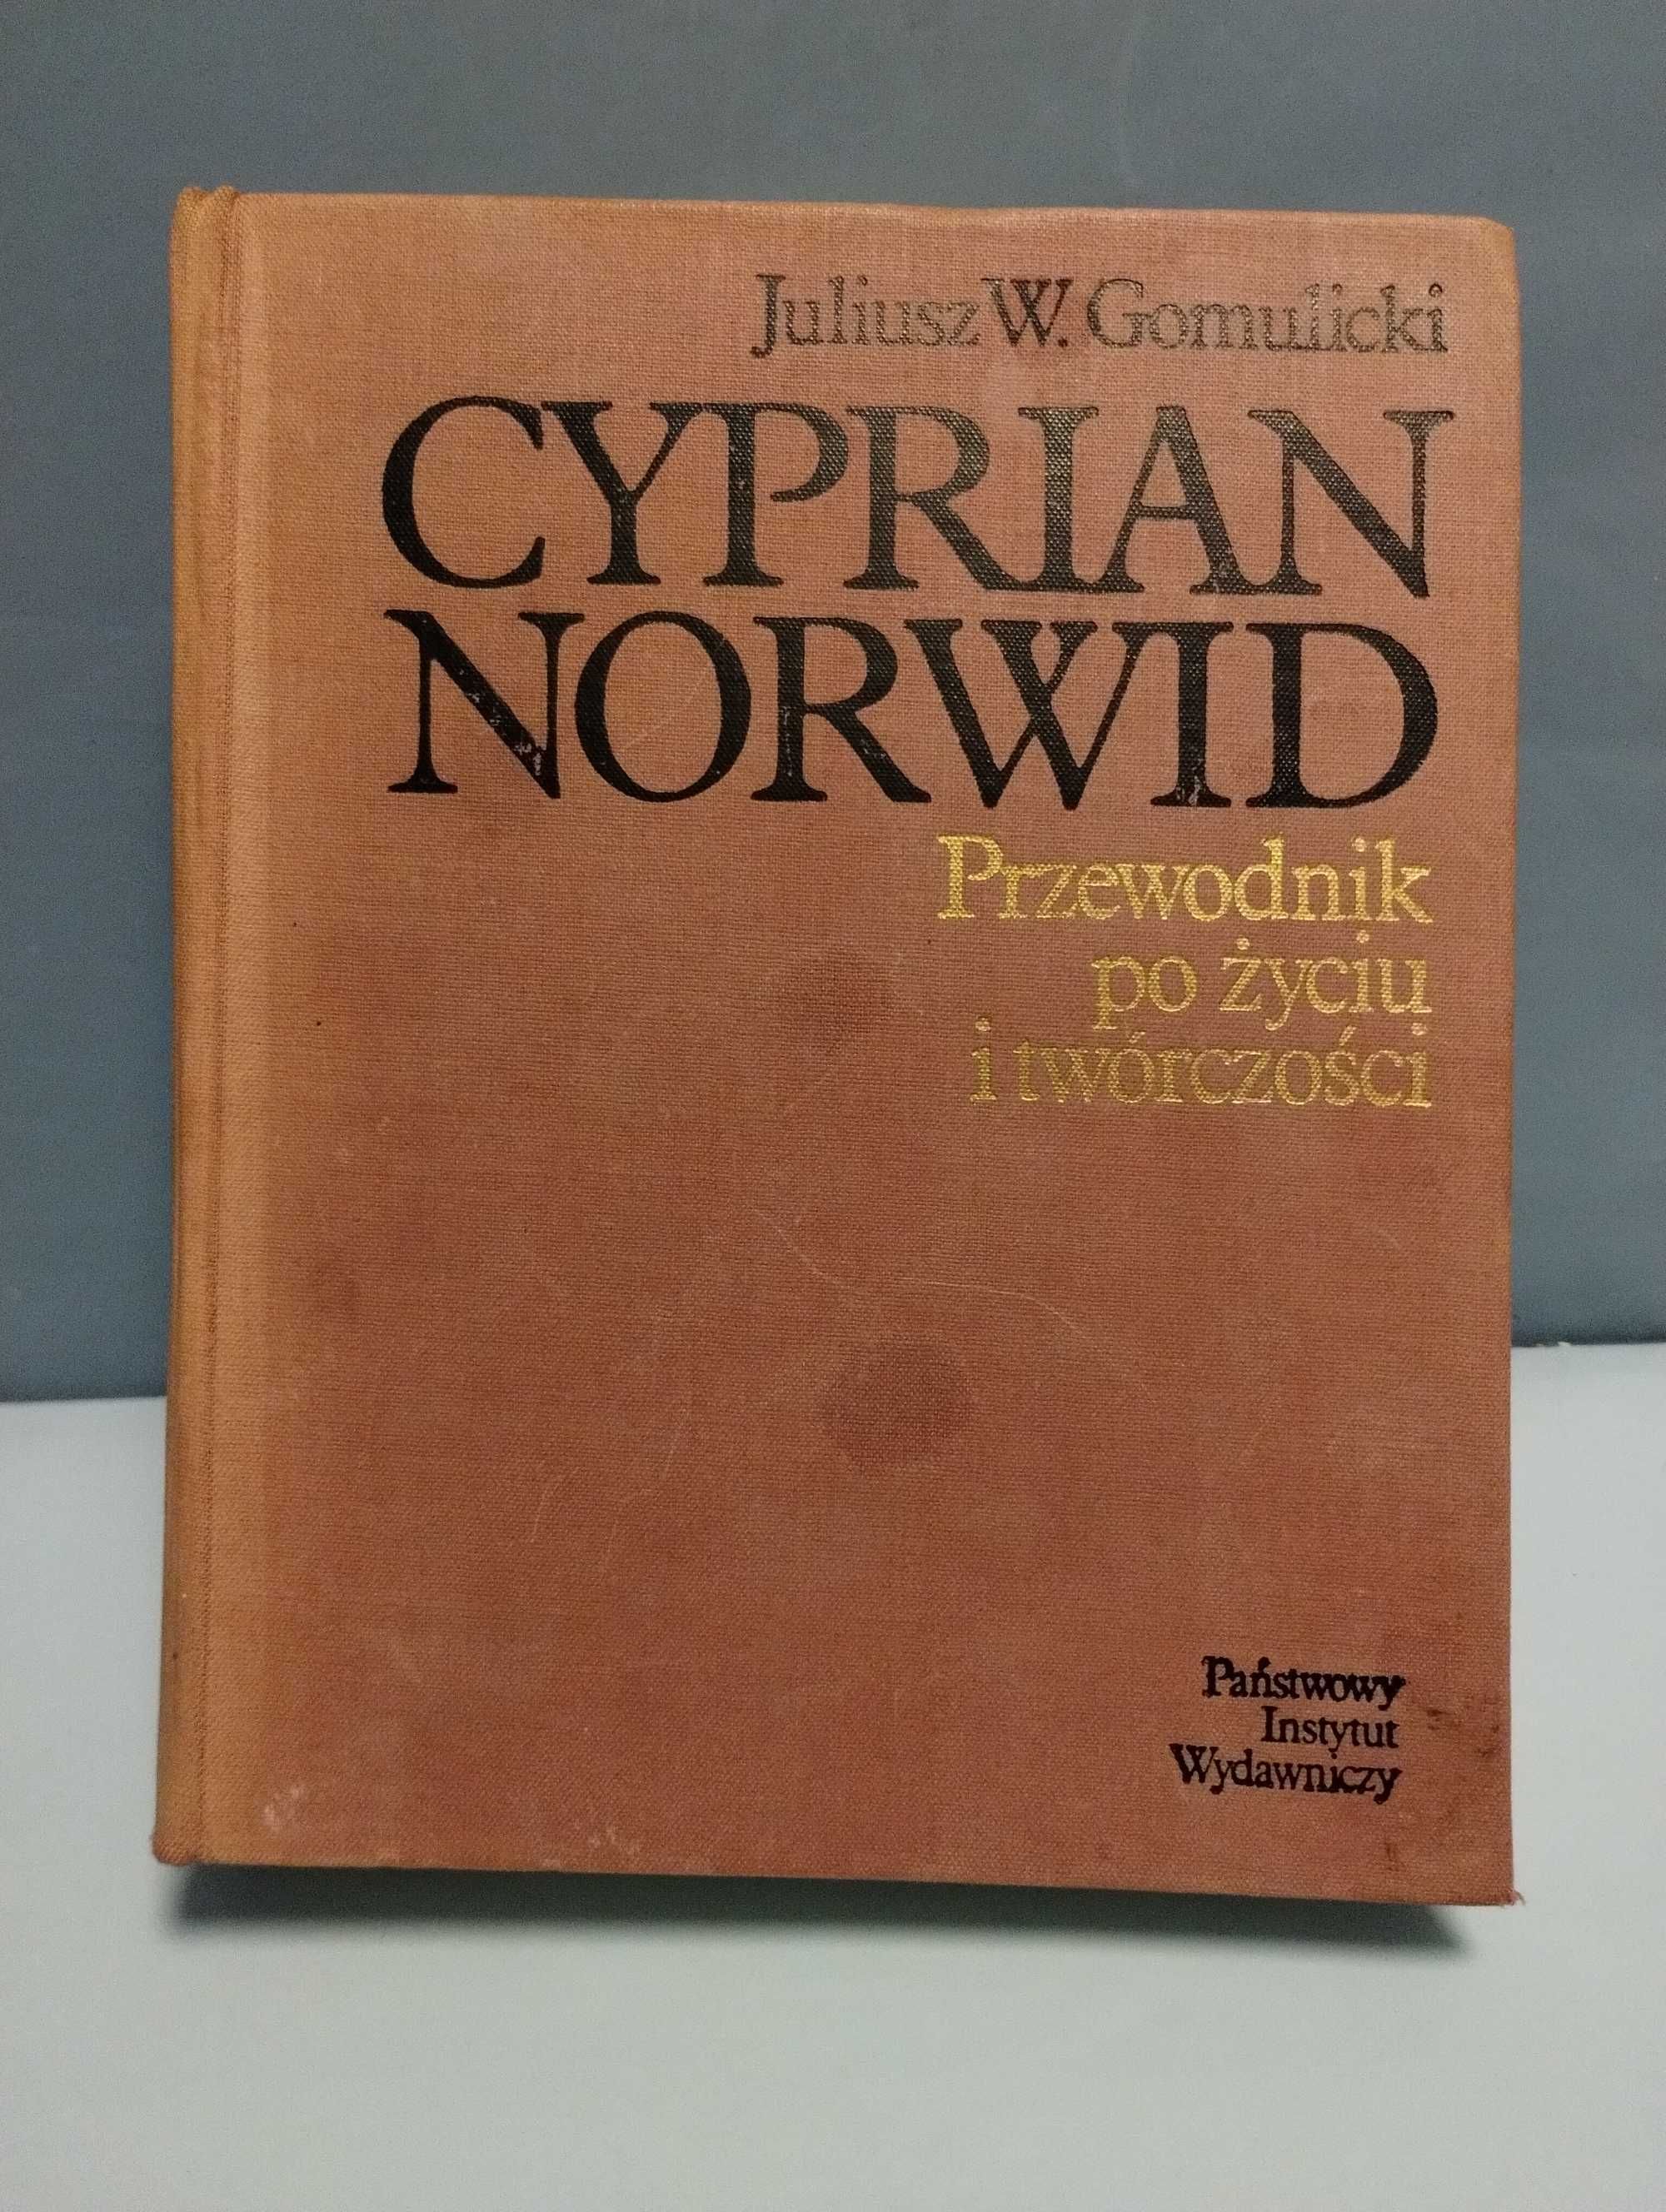 Juliusz W. Gomulicki
CYPRIAN
NORWID
Przewodnik
po życiu
i twórczości
Państwowy
Instytut
Wydawniczy